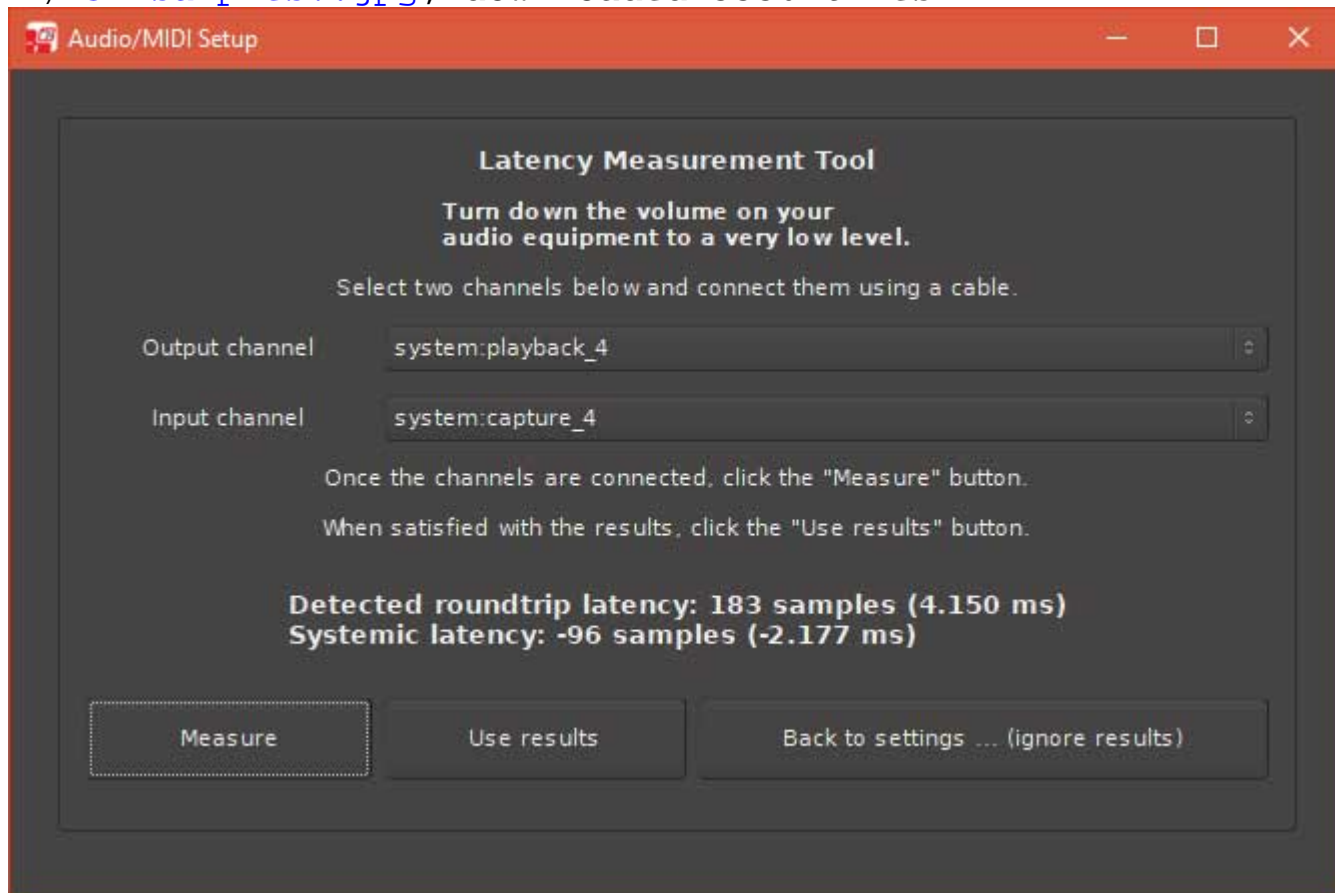 Audio/MIDI Setup
Latency Measurement Tool
Turn down the volume on your
audio equipment to a very low level.
Select two channels below and connect them using a cable.
Output channel system:playback_4
Input channel system:capture_4
Once the channels are connected, click the "Measure" button.
When satisfied with the results, click the "Use results" button.
Detected roundtrip latency: 183 samples (4.150 ms)
Systemic latency: -96 samples (-2.177 ms)
Measure Use results Back to settings ... (ignore results)